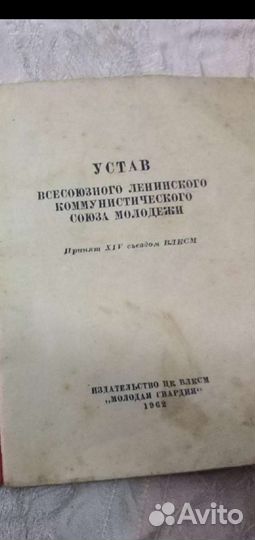 УСТАВ
ВСЕСОЮЗНОГО ЛЕНИНСКОГО
КОММУНИСТИЧЕСКОГО
СОЮЗА МОЛОДЕЖИ
Принят XIV съездом ВЛКСМ
ИЗДАТЕЛЬСТВО ЦК ВЛКСМ
„МОЛОДАЯ ГВАРДИЯ“
1962
Avito